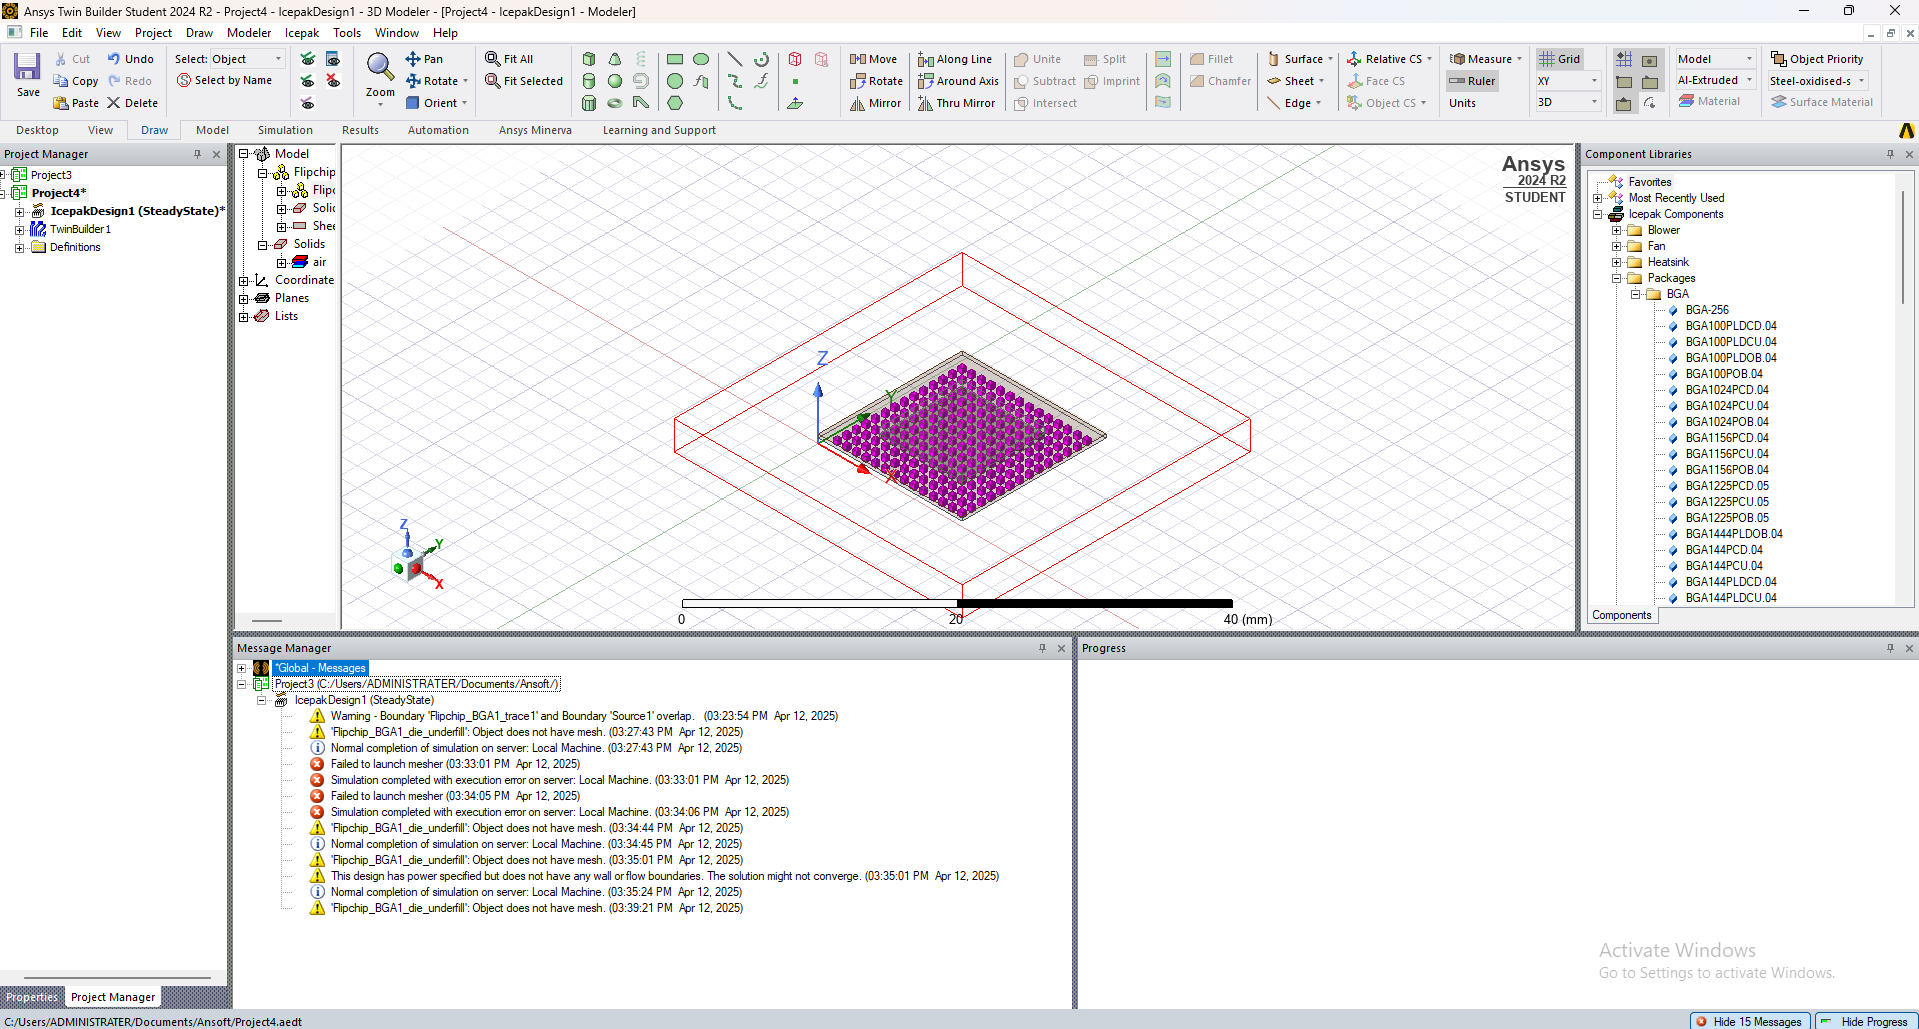 Ansys Twin Builder Student 2024 R2 - Project4 - IcepakDesign1 - 3D Modeler - [Project4 - IcepakDesign1 - Modeler]
File Edit View Project Draw Modeler Icepak Tools Window Help
Save
Cut
Copy
Paste
Undo
Redo
Delete
Select: Object
Select by Name
Zoom
Pan
Rotate
Orient
Fit All
Fit Selected
Move
Rotate
Mirror
Along Line
Around Axis
Thru Mirror
Unite
Subtract
Intersect
Split
Imprint
Fillet
Chamfer
Surface
Sheet
Edge
Relative CS
Face CS
Object CS
Measure
Ruler
Units
Grid
XY
3D
Model
Al-Extruded
Material
Object Priority
Steel-oxidised-s
Surface Material
Desktop View Draw Model Simulation Results Automation Ansys Minerva Learning and Support
Project Manager
Project3
Project4*
IcepakDesign1 (SteadyState)*
TwinBuilder1
Definitions
Properties Project Manager
Model
Flipchip
Flipc
Solid
Shee
Solids
air
Coordinate
Planes
Lists
Ansys
2024 R2
STUDENT
Z
Y
X
Z
Y
X
0 20 40 (mm)
Component Libraries
Favorites
Most Recently Used
Icepak Components
Blower
Fan
Heatsink
Packages
BGA
BGA-256
BGA100PLDCD.04
BGA100PLDCU.04
BGA100PLDOB.04
BGA100POB.04
BGA1024PCD.04
BGA1024PCU.04
BGA1024POB.04
BGA1156PCD.04
BGA1156PCU.04
BGA1156POB.04
BGA1225PCD.05
BGA1225PCU.05
BGA1225POB.05
BGA1444PLDOB.04
BGA144PCD.04
BGA144PCU.04
BGA144PLDCD.04
BGA144PLDCU.04
Components
Message Manager
*Global - Messages
Project3 (C:/Users/ADMINISTRATER/Documents/Ansoft/)
IcepakDesign1 (SteadyState)
Warning - Boundary 'Flipchip_BGA1_trace1' and Boundary 'Source1' overlap. (03:23:54 PM Apr 12, 2025)
'Flipchip_BGA1_die_underfill': Object does not have mesh. (03:27:43 PM Apr 12, 2025)
Normal completion of simulation on server: Local Machine. (03:27:43 PM Apr 12, 2025)
Failed to launch mesher (03:33:01 PM Apr 12, 2025)
Simulation completed with execution error on server: Local Machine. (03:33:01 PM Apr 12, 2025)
Failed to launch mesher (03:34:05 PM Apr 12, 2025)
Simulation completed with execution error on server: Local Machine. (03:34:06 PM Apr 12, 2025)
'Flipchip_BGA1_die_underfill': Object does not have mesh. (03:34:44 PM Apr 12, 2025)
Normal completion of simulation on server: Local Machine. (03:34:45 PM Apr 12, 2025)
'Flipchip_BGA1_die_underfill': Object does not have mesh. (03:35:01 PM Apr 12, 2025)
This design has power specified but does not have any wall or flow boundaries. The solution might not converge. (03:35:01 PM Apr 12, 2025)
Normal completion of simulation on server: Local Machine. (03:35:24 PM Apr 12, 2025)
'Flipchip_BGA1_die_underfill': Object does not have mesh. (03:39:21 PM Apr 12, 2025)
Progress
Activate Windows
Go to Settings to activate Windows.
C:/Users/ADMINISTRATER/Documents/Ansoft/Project4.aedt
Hide 15 Messages
Hide Progress